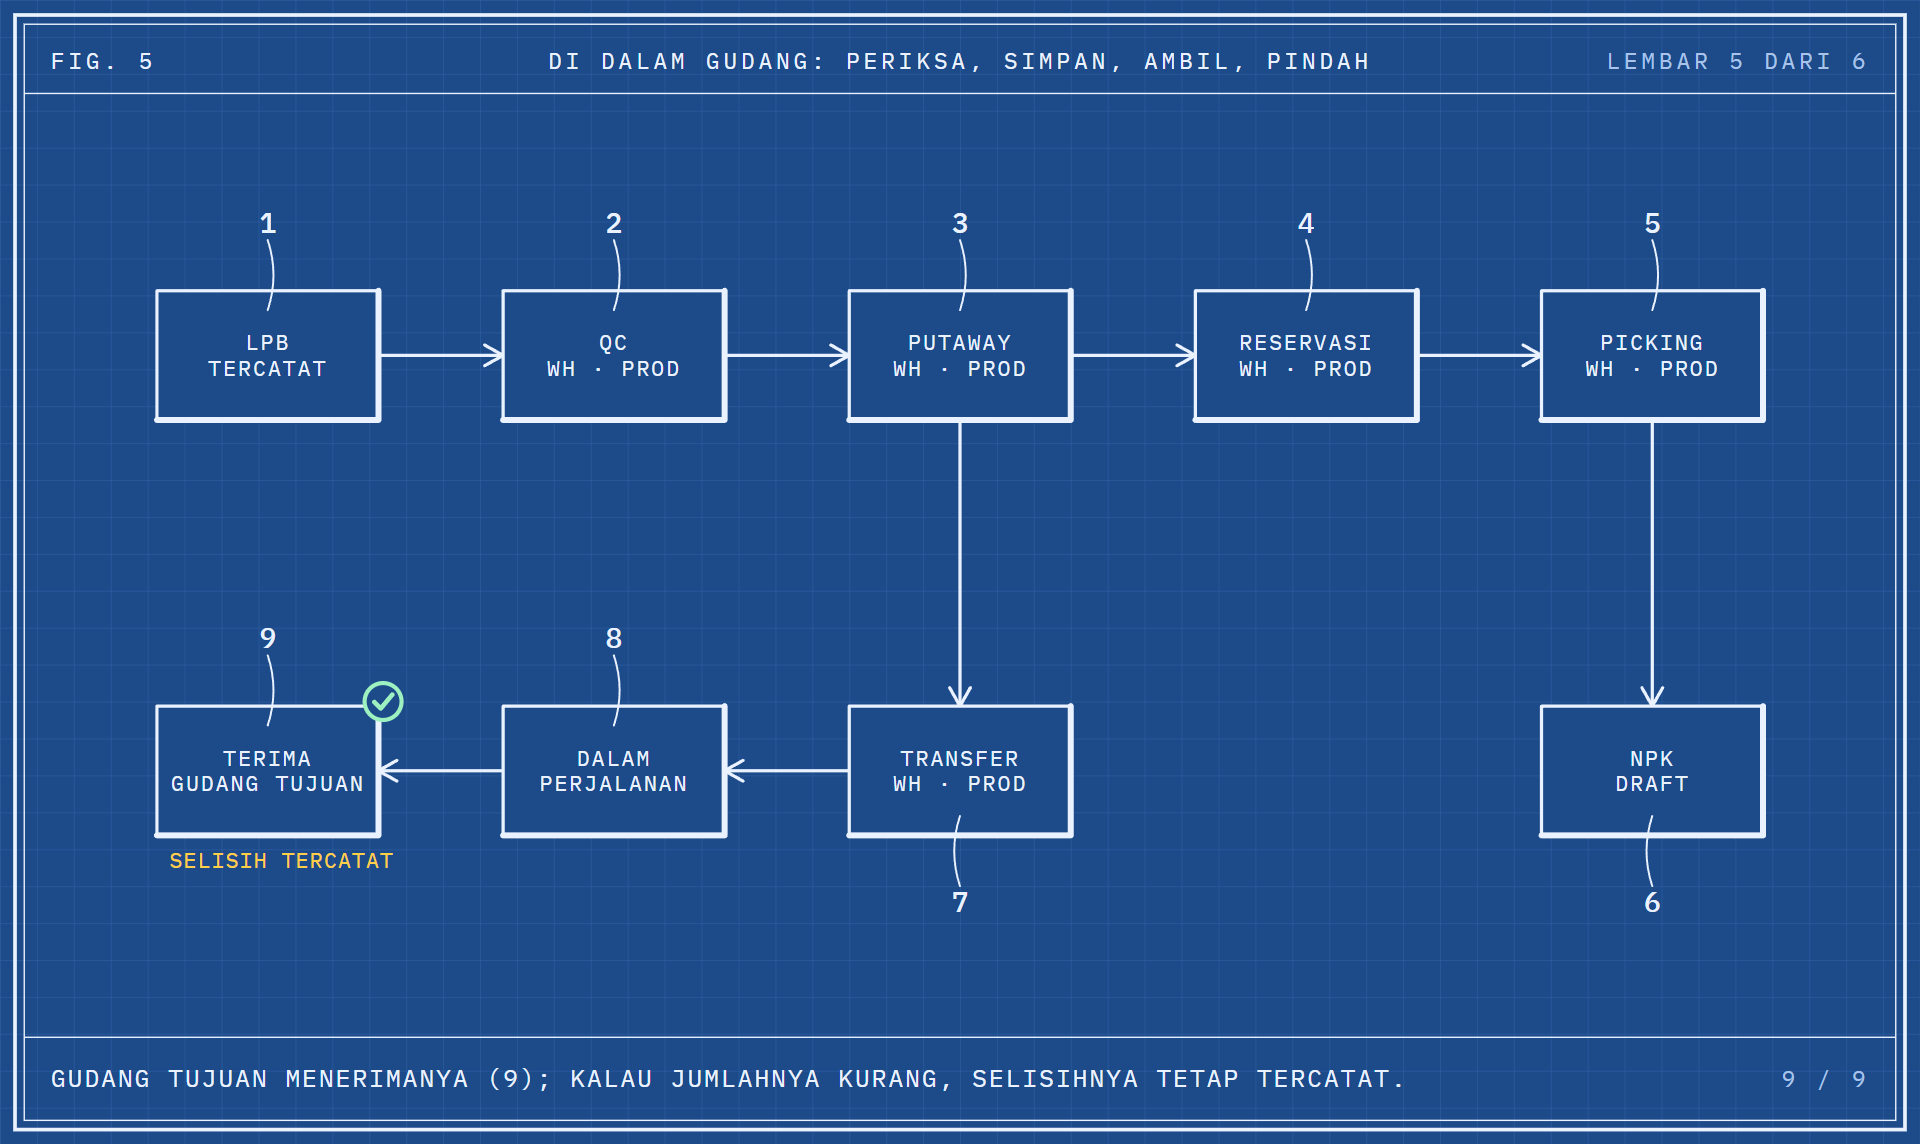 FIG. 5
DI DALAM GUDANG: PERIKSA, SIMPAN, AMBIL, PINDAH
LEMBAR 5 DARI 6
1
2
3
4
5
LPB
TERCATAT
QC
WH · PROD
PUTAWAY
WH · PROD
RESERVASI
WH · PROD
PICKING
WH · PROD
9
8
TERIMA
GUDANG TUJUAN
DALAM
PERJALANAN
TRANSFER
WH · PROD
NPK
DRAFT
SELISIH TERCATAT
7
6
GUDANG TUJUAN MENERIMANYA (9); KALAU JUMLAHNYA KURANG, SELISIHNYA TETAP TERCATAT.
9 / 9